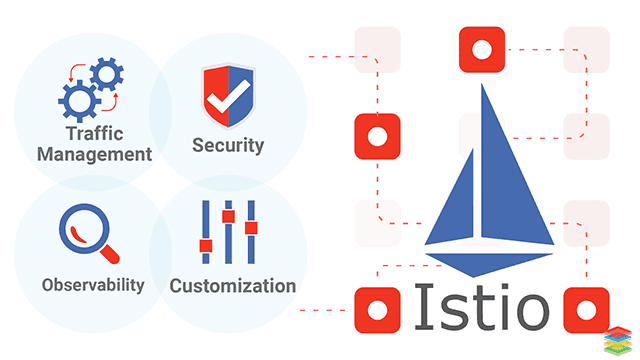 Traffic
Management
Security
Observability
Customization
Istio